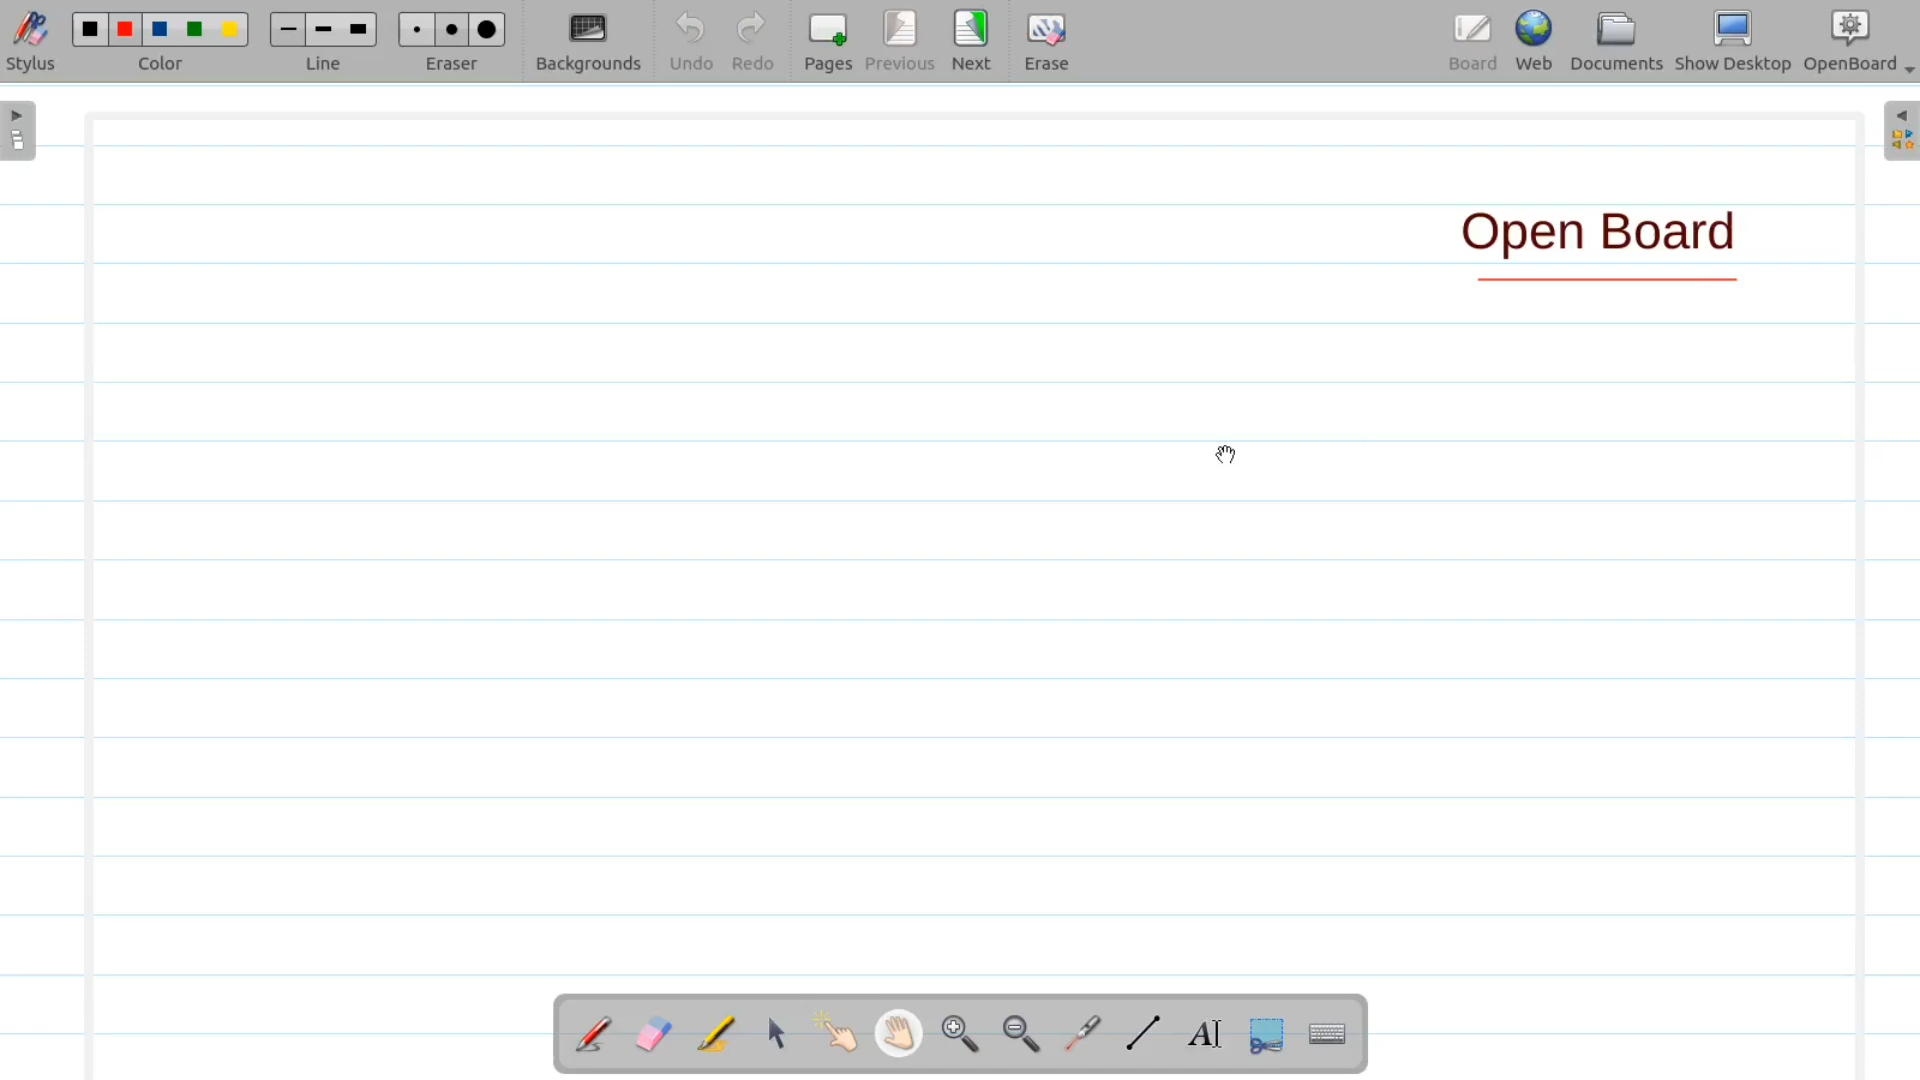 Stylus Color Line Eraser Backgrounds Undo Redo Pages Previous Next Erase Board Web Documents Show Desktop OpenBoard
Open Board
AI